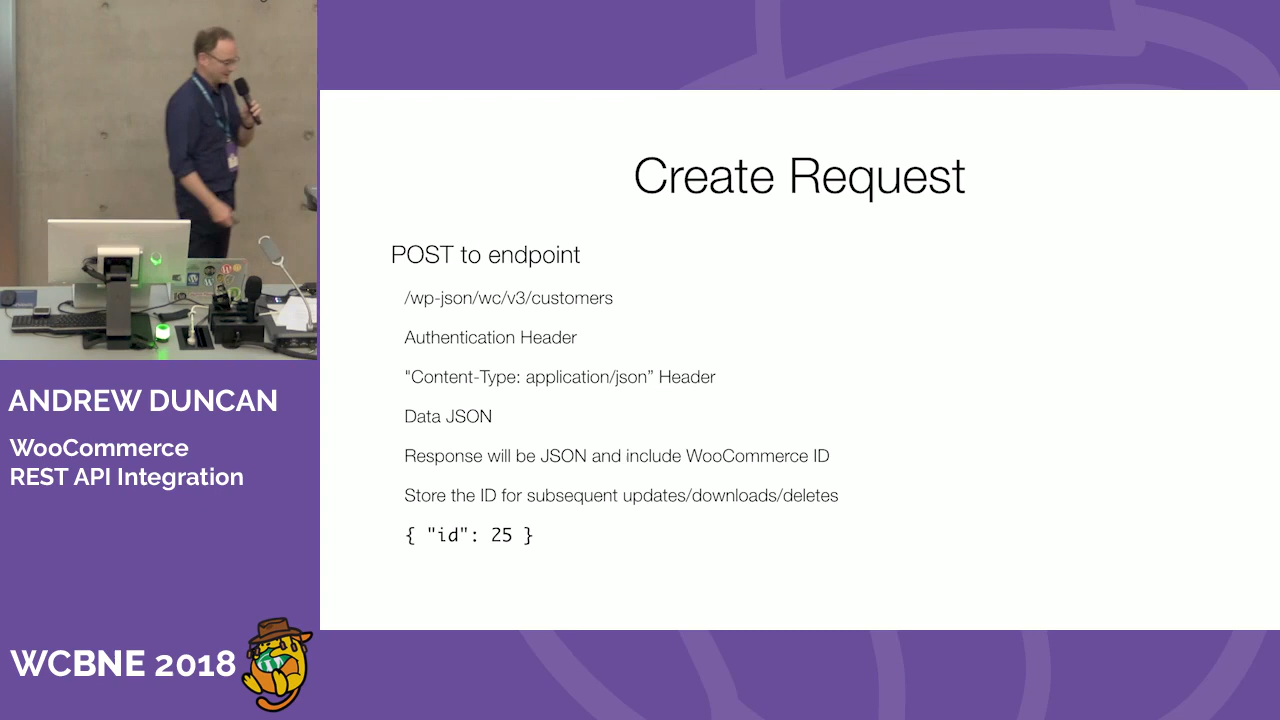 Create Request
POST to endpoint
/wp-json/wc/v3/customers
Authentication Header
"Content-Type: application/json” Header
Data JSON
Response will be JSON and include WooCommerce ID
Store the ID for subsequent updates/downloads/deletes
{ "id": 25 }
ANDREW DUNCAN
WooCommerce
REST API Integration
WCBNE 2018